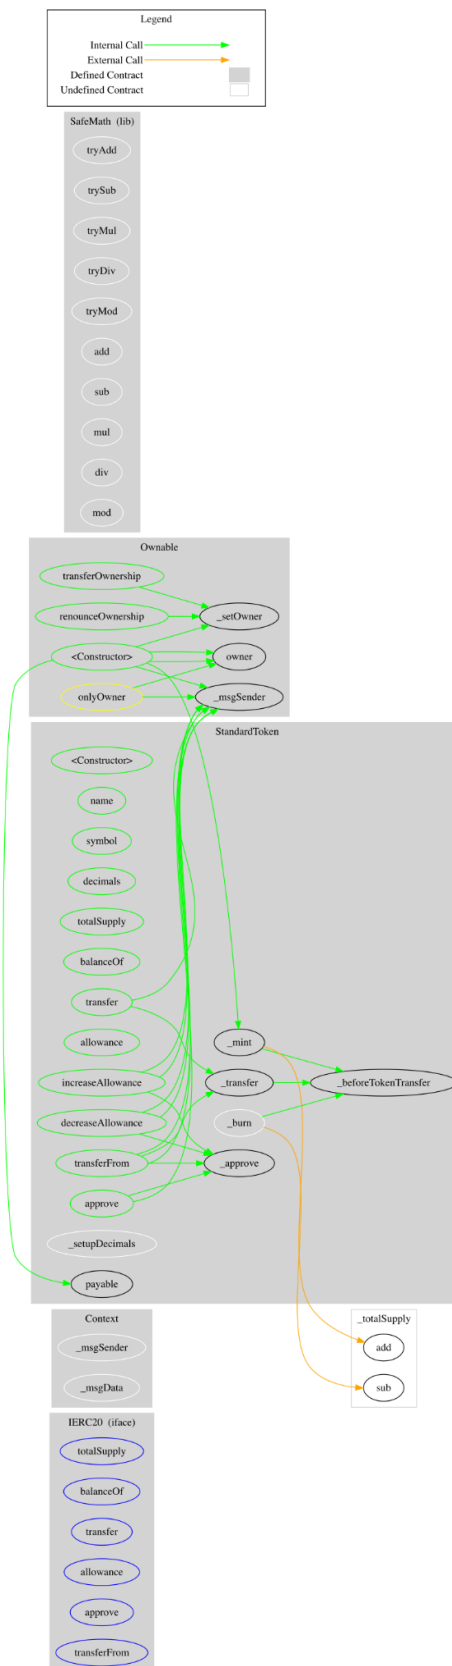 Legend
Internal Call
External Call
Defined Contract
Undefined Contract
SafeMath (lib)
tryAdd
trySub
tryMul
tryDiv
tryMod
add
sub
mul
div
mod
Ownable
transferOwnership
renounceOwnership
_setOwner
<Constructor>
owner
onlyOwner
_msgSender
StandardToken
<Constructor>
name
symbol
decimals
totalSupply
balanceOf
transfer
allowance
_mint
increaseAllowance
_transfer
_beforeTokenTransfer
decreaseAllowance
_burn
transferFrom
_approve
approve
_setupDecimals
payable
Context
_msgSender
_msgData
_totalSupply
add
sub
IERC20 (iface)
totalSupply
balanceOf
transfer
allowance
approve
transferFrom